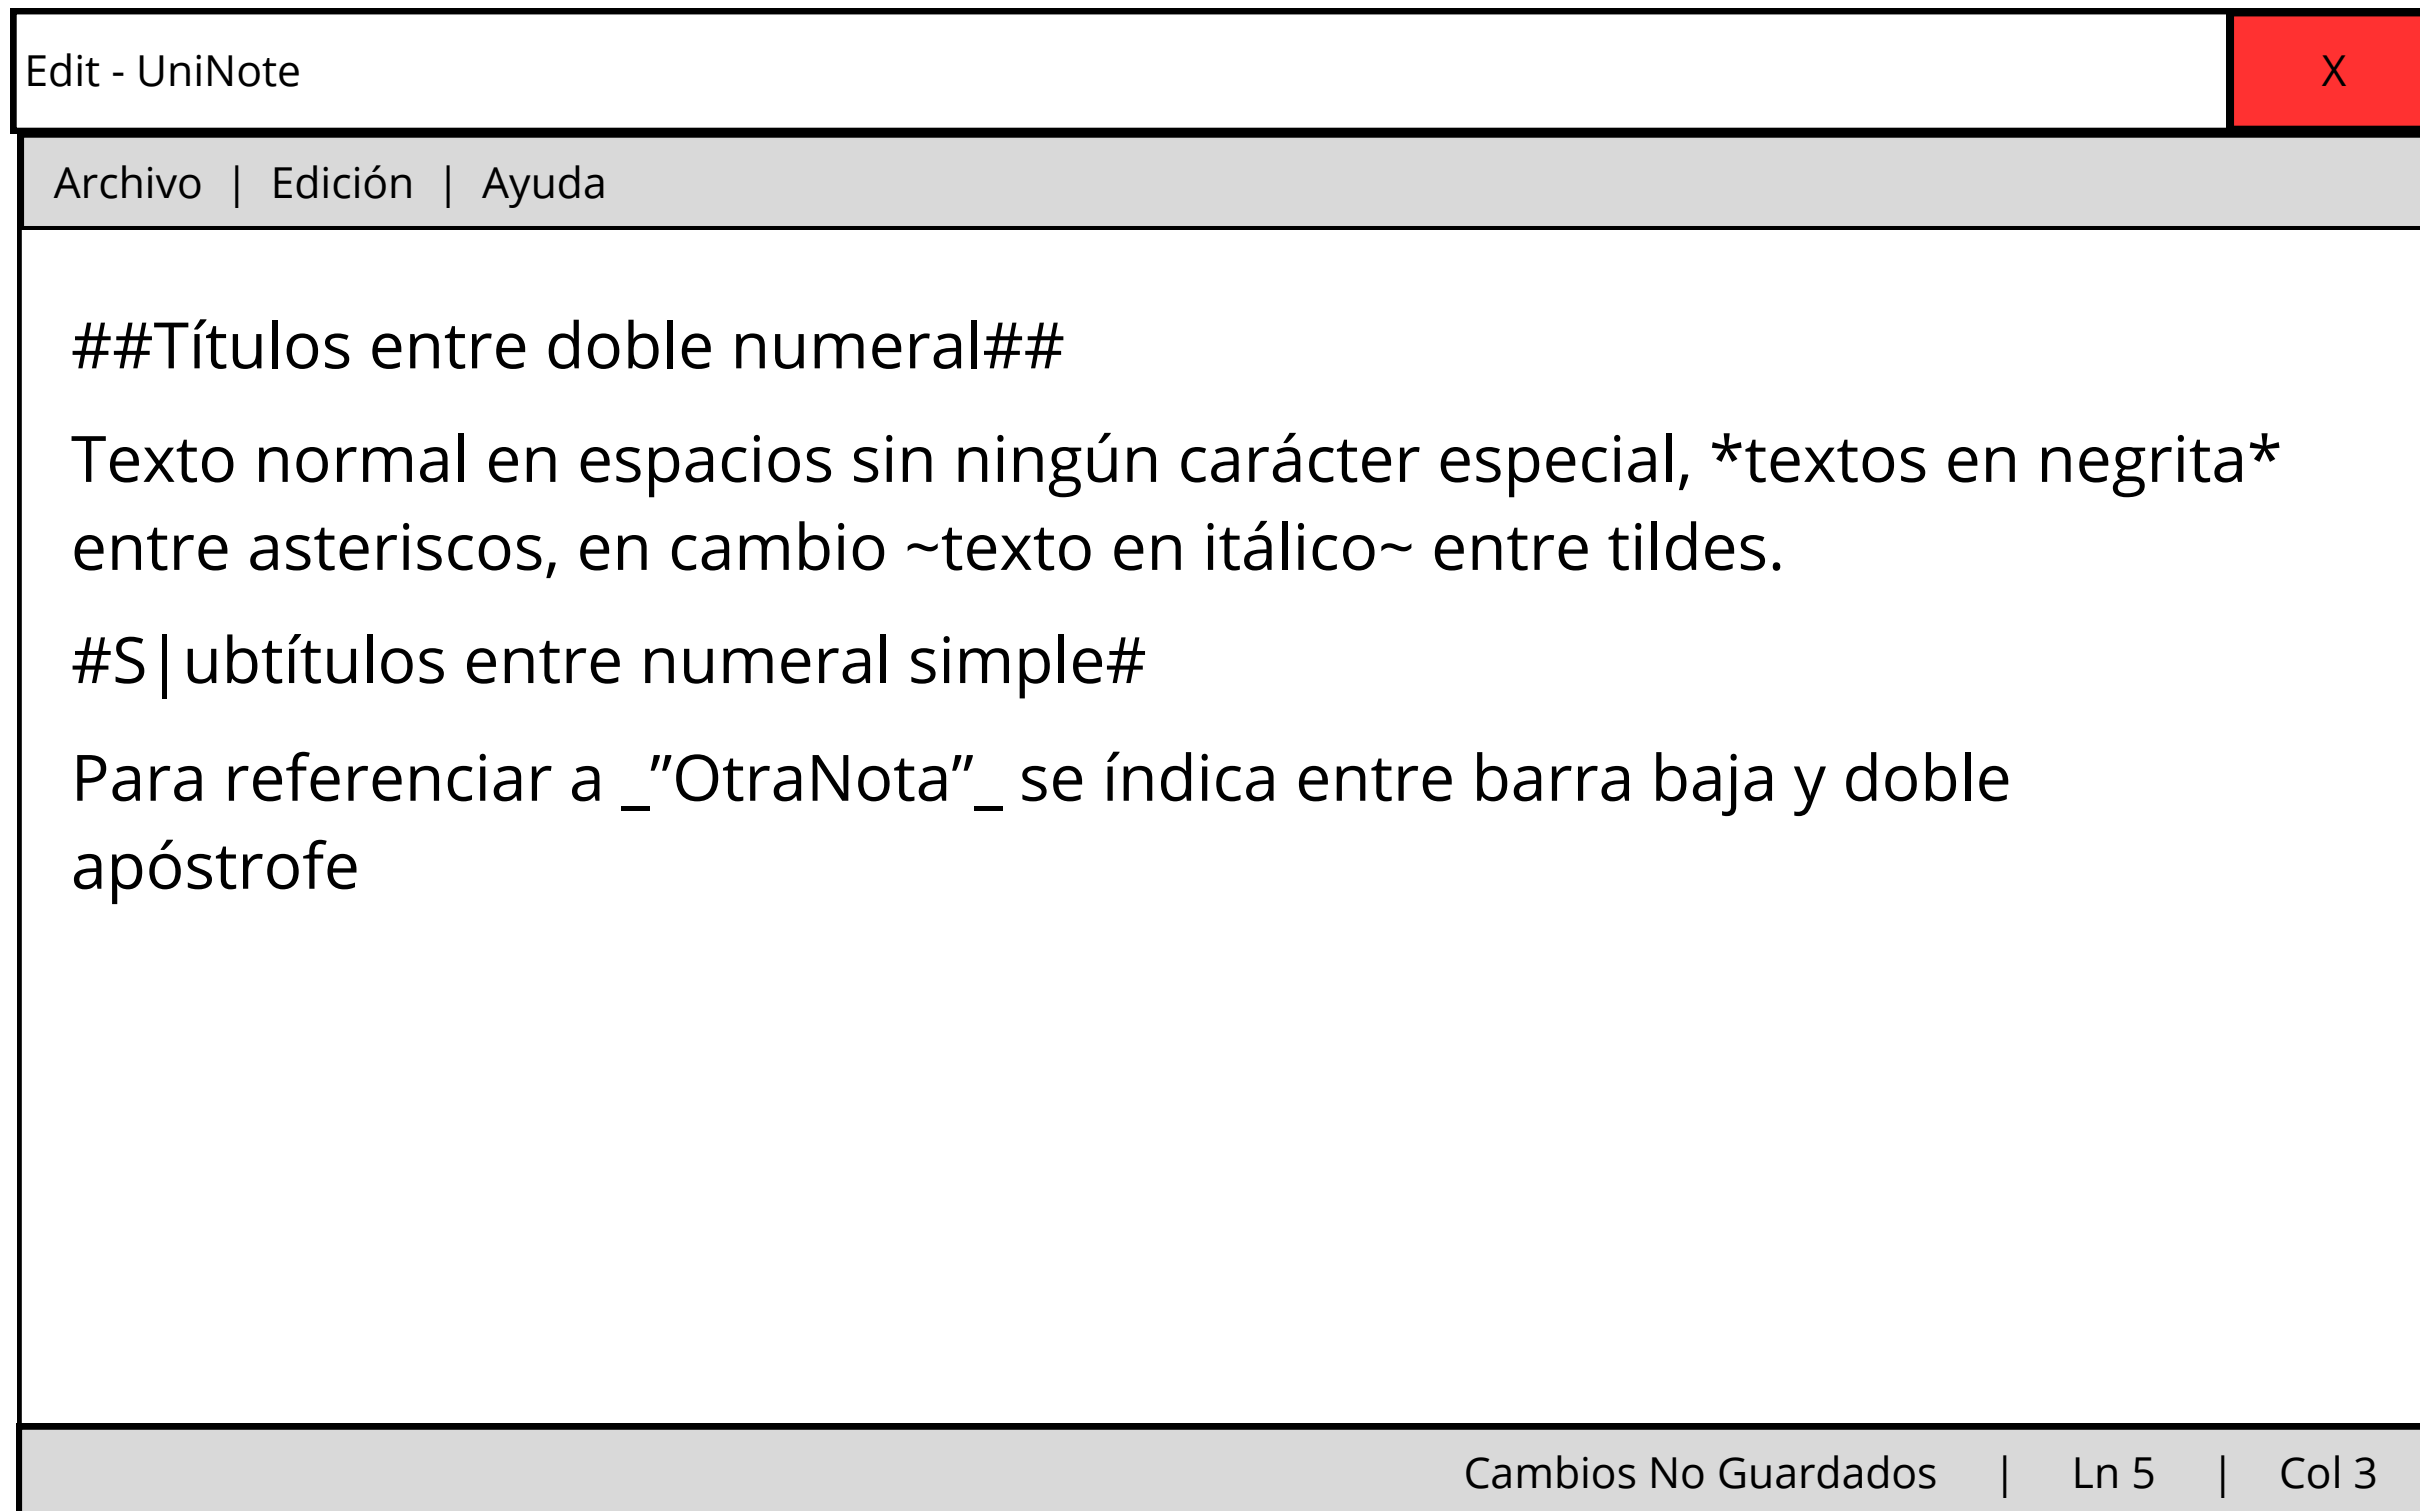 Edit - UniNote
X
Archivo | Edición | Ayuda
##Títulos entre doble numeral##
Texto normal en espacios sin ningún carácter especial, *textos en negrita*
entre asteriscos, en cambio ~texto en itálico~ entre tildes.
#S|ubtítulos entre numeral simple#
Para referenciar a _”OtraNota”_ se índica entre barra baja y doble
apóstrofe
Cambios No Guardados | Ln 5 | Col 3